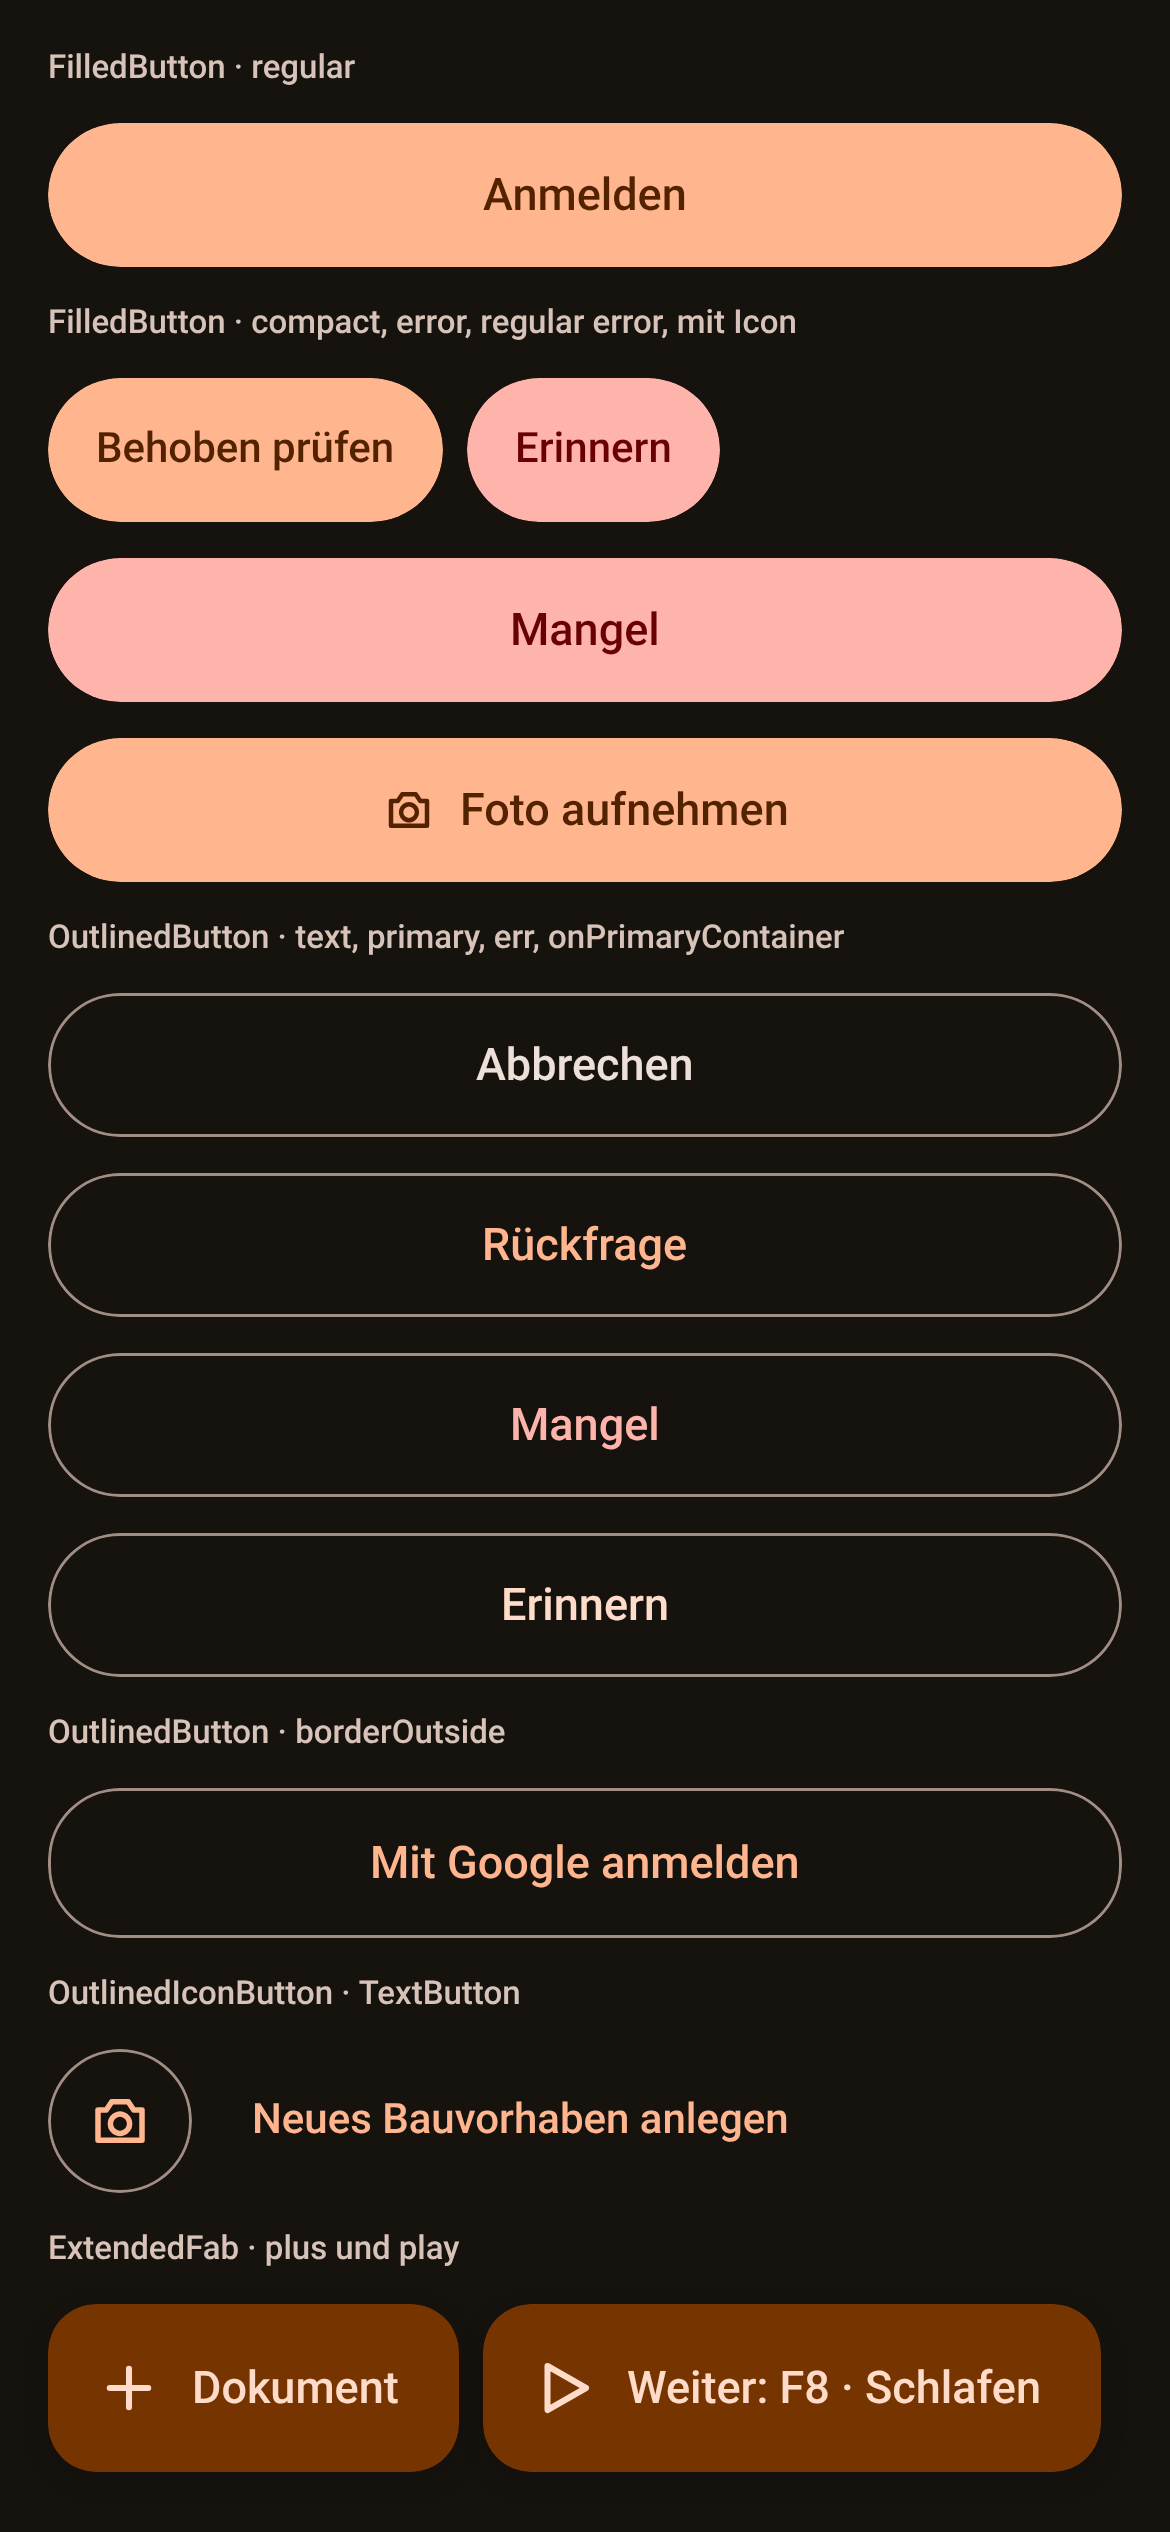 FilledButton · regular
Anmelden
FilledButton · compact, error, regular error, mit Icon
Behoben prüfen
Erinnern
Mangel
Foto aufnehmen
OutlinedButton · text, primary, err, onPrimaryContainer
Abbrechen
Rückfrage
Mangel
Erinnern
OutlinedButton · borderOutside
Mit Google anmelden
OutlinedIconButton · TextButton
Neues Bauvorhaben anlegen
ExtendedFab · plus und play
Dokument
Weiter: F8 · Schlafen